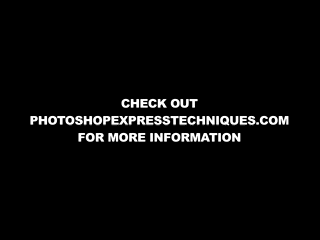 CHECK OUT
PHOTOSHOPEXPRESSTECHNIQUES.COM
FOR MORE INFORMATION